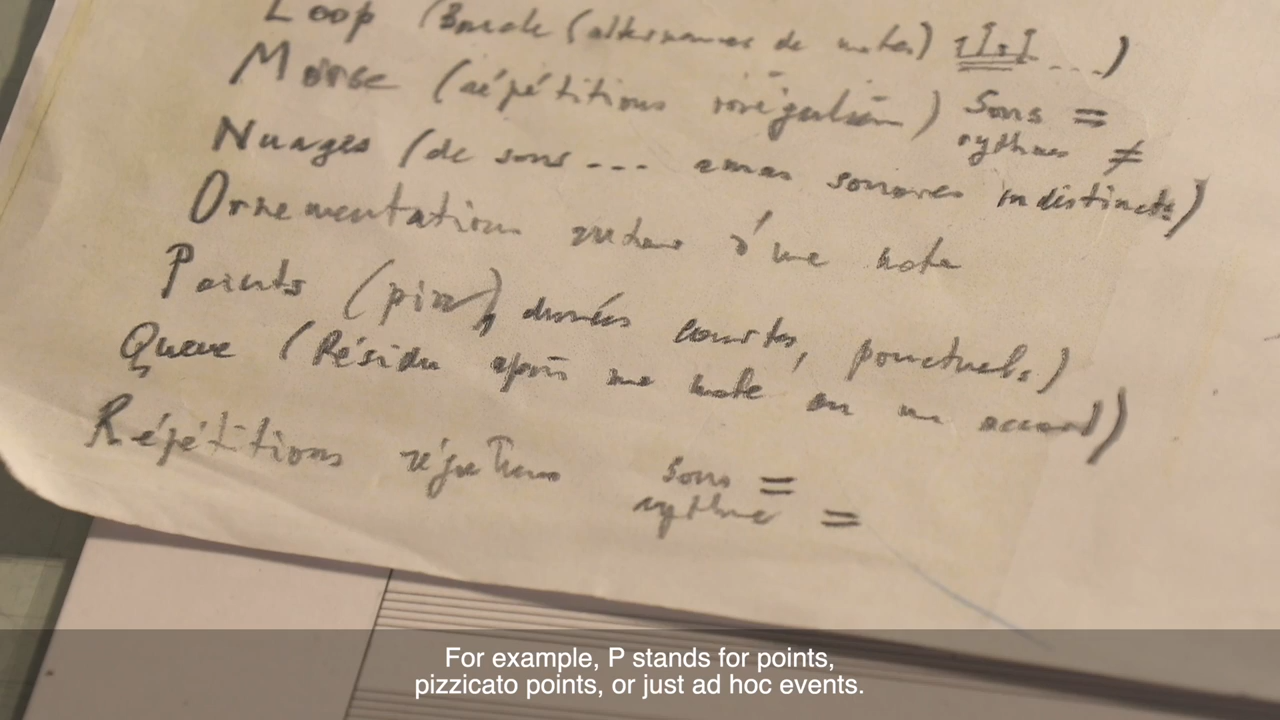 Loop (Boucle (alternances de notes) ...)
Morse (répétitions irrégulières) Sons =
rythmes ≠
Nuages (de sons ... amas sonores indistincts)
Ornementations autour d'une note
Points (pizz), durées courtes, ponctuels.)
Queue (Résidu après une note ou un accord)
Répétitions régulières Sons =
rythme =
For example, P stands for points,
pizzicato points, or just ad hoc events.